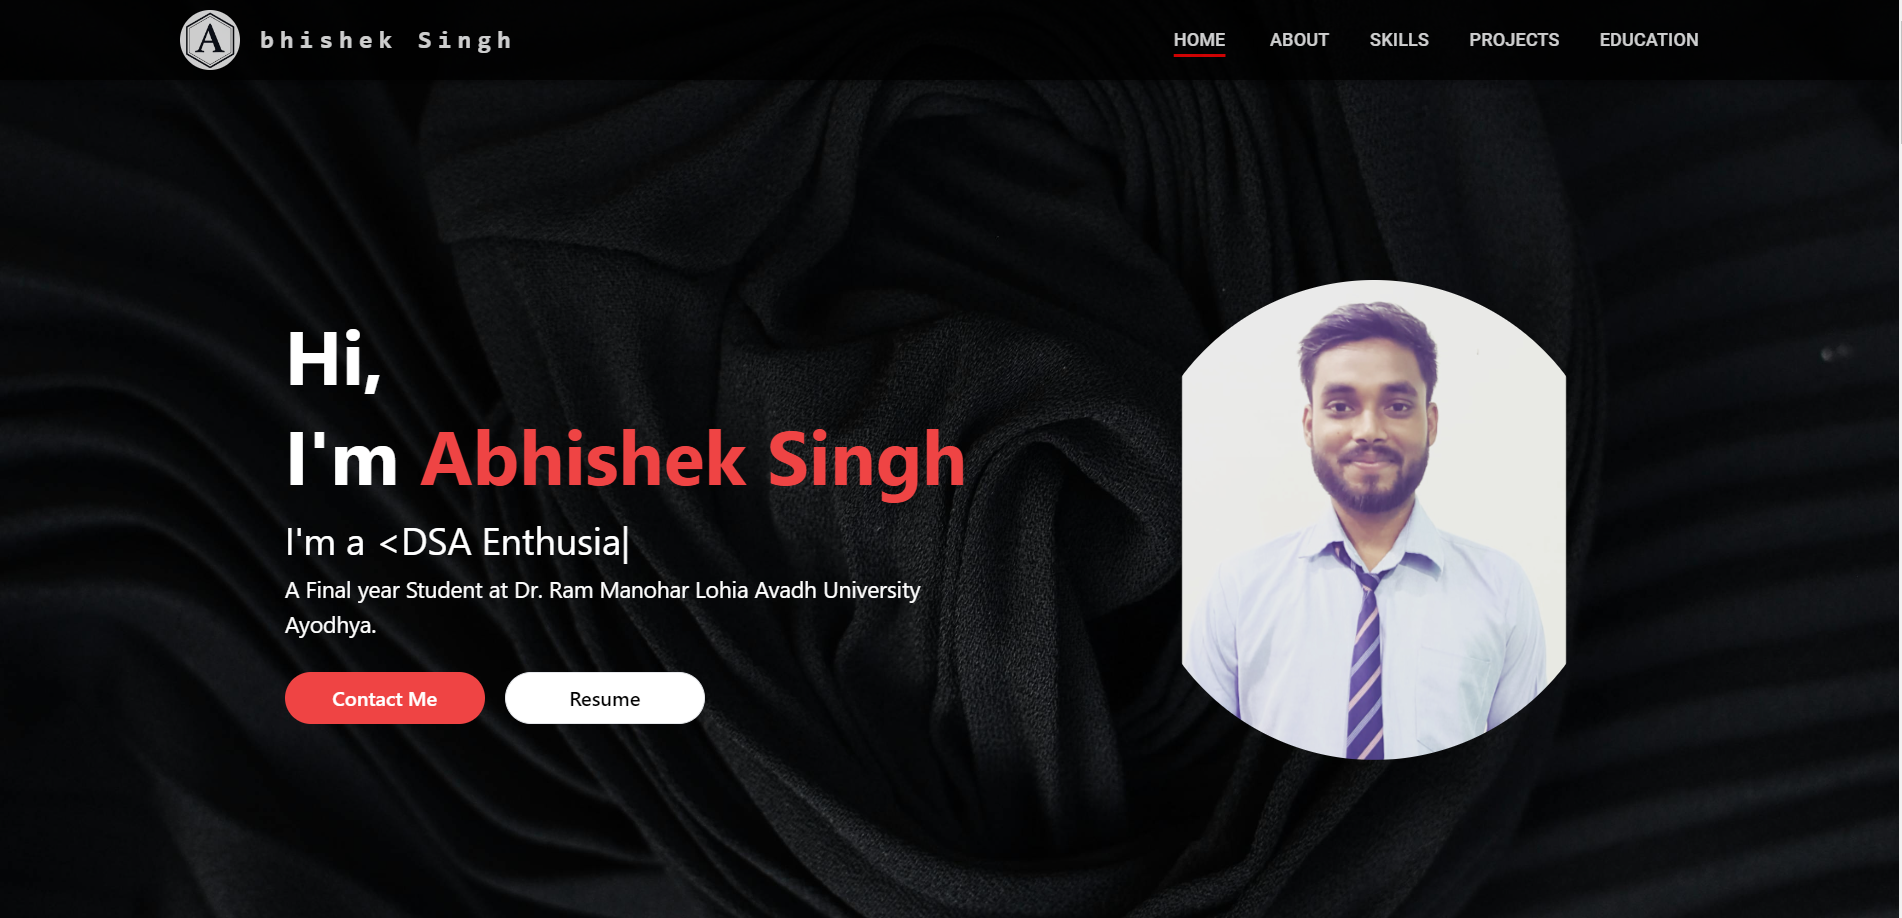 A bhishek Singh
HOME ABOUT SKILLS PROJECTS EDUCATION
Hi,
I'm Abhishek Singh
I'm a <DSA Enthusia|
A Final year Student at Dr. Ram Manohar Lohia Avadh University
Ayodhya.
Contact Me Resume